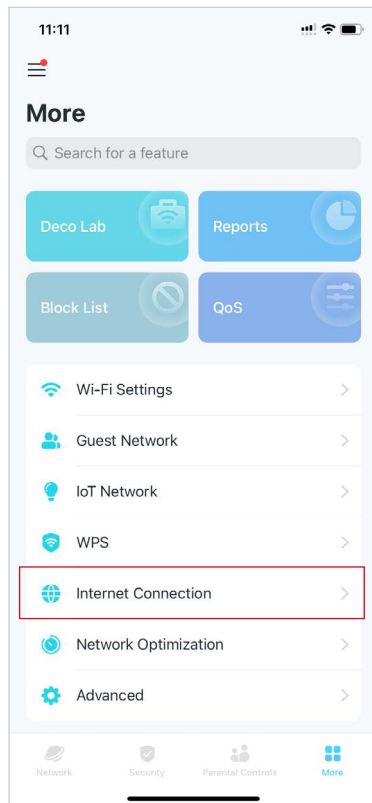 11:11
More
Search for a feature
Deco Lab
Reports
Block List
QoS
Wi-Fi Settings
Guest Network
IoT Network
WPS
Internet Connection
Network Optimization
Advanced
Network
Security
Parental Controls
More